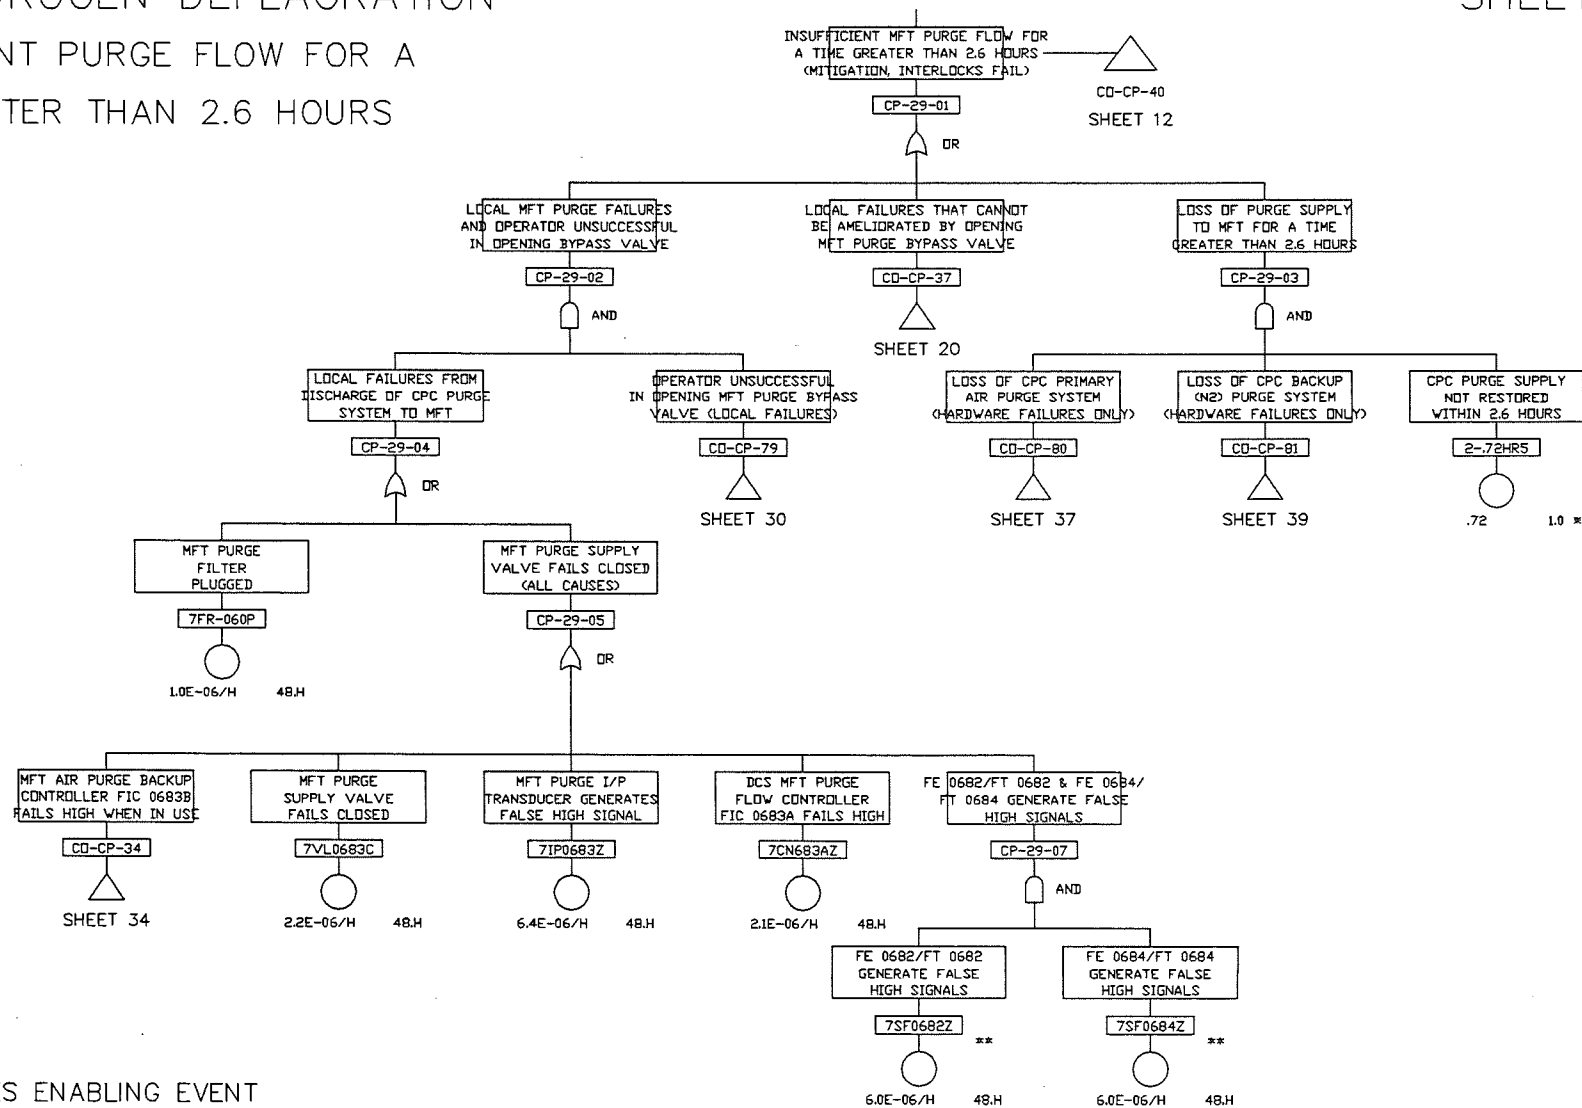 DROGEN DEFLAGRATION
SHEET
NT PURGE FLOW FOR A
TER THAN 2.6 HOURS
INSUFFICIENT MFT PURGE FLOW FOR
A TIME GREATER THAN 2.6 HOURS
(MITIGATION, INTERLOCKS FAIL)
CO-CP-40
SHEET 12
CP-29-01
OR
LOCAL MFT PURGE FAILURES
AND OPERATOR UNSUCCESSFUL
IN OPENING BYPASS VALVE
CP-29-02
AND
LOCAL FAILURES THAT CANNOT
BE AMELIORATED BY OPENING
MFT PURGE BYPASS VALVE
CO-CP-37
SHEET 20
LOSS OF PURGE SUPPLY
TO MFT FOR A TIME
GREATER THAN 2.6 HOURS
CP-29-03
AND
LOCAL FAILURES FROM
DISCHARGE OF CPC PURGE
SYSTEM TO MFT
CP-29-04
OR
OPERATOR UNSUCCESSFUL
IN OPENING MFT PURGE BYPASS
VALVE (LOCAL FAILURES)
CO-CP-79
SHEET 30
LOSS OF CPC PRIMARY
AIR PURGE SYSTEM
(HARDWARE FAILURES ONLY)
CO-CP-80
SHEET 37
LOSS OF CPC BACKUP
(N2) PURGE SYSTEM
(HARDWARE FAILURES ONLY)
CO-CP-81
SHEET 39
CPC PURGE SUPPLY
NOT RESTORED
WITHIN 2.6 HOURS
2-.72HR5
.72 1.0 *
MFT PURGE
FILTER
PLUGGED
7FR-060P
1.0E-06/H 48.H
MFT PURGE SUPPLY
VALVE FAILS CLOSED
(ALL CAUSES)
CP-29-05
OR
MFT AIR PURGE BACKUP
CONTROLLER FIC 0683B
FAILS HIGH WHEN IN USE
CO-CP-34
SHEET 34
MFT PURGE
SUPPLY VALVE
FAILS CLOSED
7VL0683C
2.2E-06/H 48.H
MFT PURGE I/P
TRANSDUCER GENERATES
FALSE HIGH SIGNAL
7IP0683Z
6.4E-06/H 48.H
DCS MFT PURGE
FLOW CONTROLLER
FIC 0683A FAILS HIGH
7CN683AZ
2.1E-06/H 48.H
FE 0682/FT 0682 & FE 0684/
FT 0684 GENERATE FALSE
HIGH SIGNALS
CP-29-07
AND
FE 0682/FT 0682
GENERATE FALSE
HIGH SIGNALS
7SF0682Z
**
6.0E-06/H 48.H
FE 0684/FT 0684
GENERATE FALSE
HIGH SIGNALS
7SF0684Z
**
6.0E-06/H 48.H
ES ENABLING EVENT